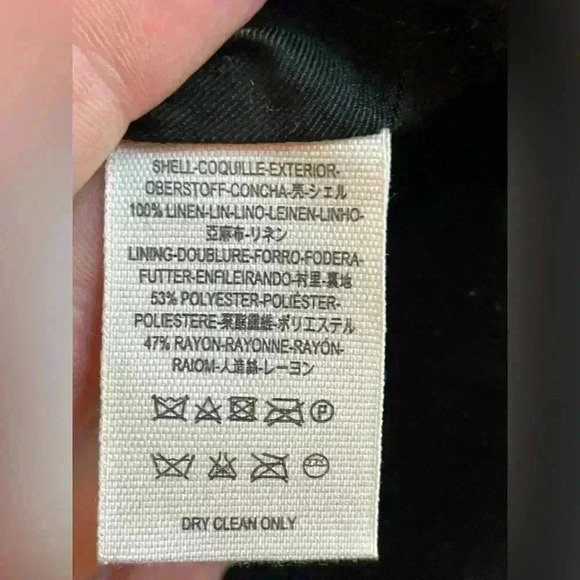 SHELL-COQUILLE-EXTERIOR-
OBERSTOFF-CONCHA-売-シェル
100% LINEN-LIN-LINO-LEINEN-LINHO-
亞麻布-リネン
LINING-DOUBLURE-FORRO-FODERA-
FUTTER-ENFILEIRANDO-衬里-裏地
53% POLYESTER-POLIÉSTER-
POLIESTERE-聚酯纖維-ポリエステル
47% RAYON-RAYONNE-RAYÓN-
RAIOM-人造絲-レーヨン
P
DRY CLEAN ONLY